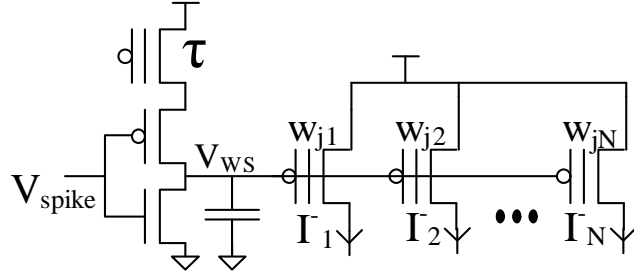 τ
w_j1 w_j2 w_jN
V_WS
V_spike
I^-_1 I^-_2 ••• I^-_N